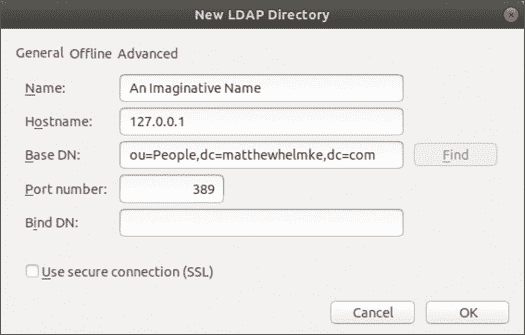 New LDAP Directory
General Offline Advanced
Name: An Imaginative Name
Hostname: 127.0.0.1
Base DN: ou=People,dc=matthewhelmke,dc=com Find
Port number: 389
Bind DN:
Use secure connection (SSL)
Cancel OK